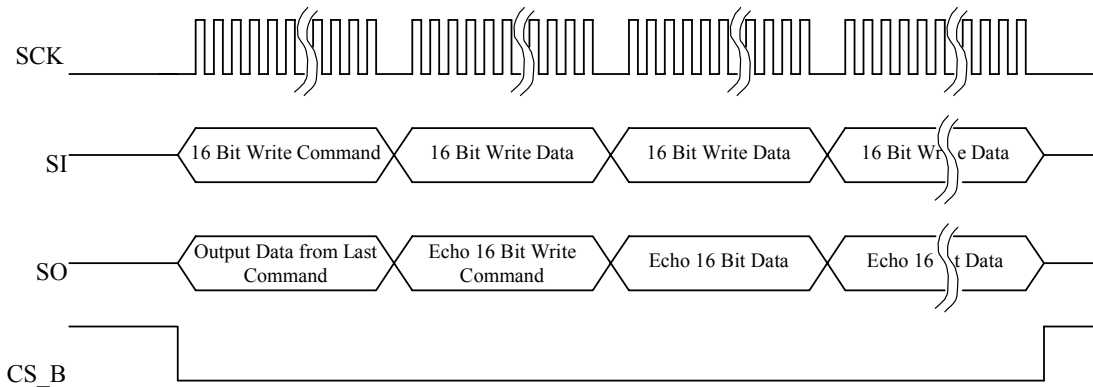 SCK
SI
16 Bit Write Command
16 Bit Write Data
16 Bit Write Data
16 Bit Data
SO
Output Data from Last
Command
Echo 16 Bit Write
Command
Echo 16 Bit Data
Echo 16 Data
CS_B